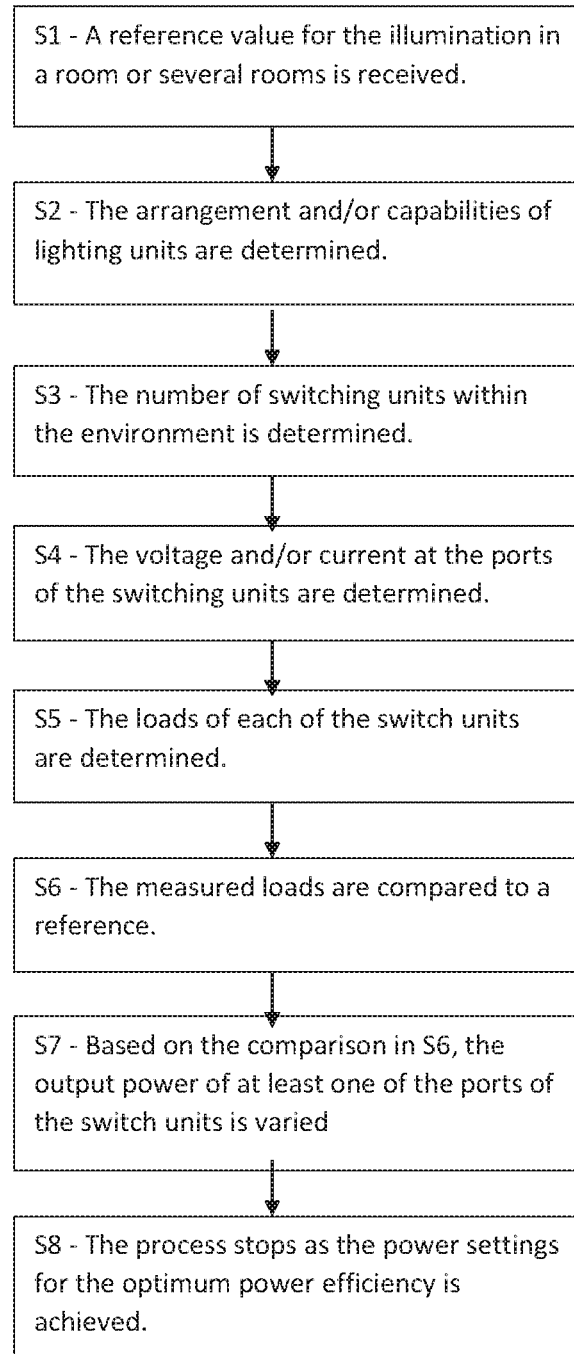 S1 - A reference value for the illumination in
a room or several rooms is received.
S2 - The arrangement and/or capabilities of
lighting units are determined.
S3 - The number of switching units within
the environment is determined.
S4 - The voltage and/or current at the ports
of the switching units are determined.
S5 - The loads of each of the switch units
are determined.
S6 - The measured loads are compared to a
reference.
S7 - Based on the comparison in S6, the
output power of at least one of the ports of
the switch units is varied
S8 - The process stops as the power settings
for the optimum power efficiency is
achieved.